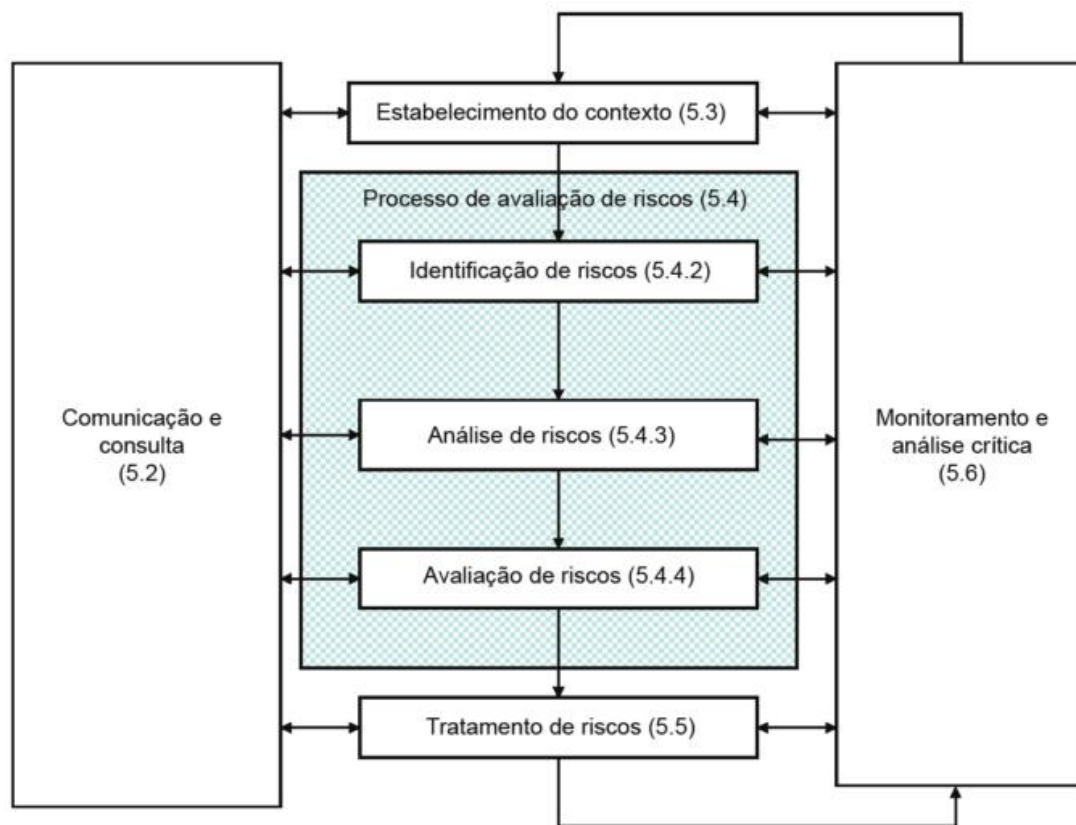 Estabelecimento do contexto (5.3)
Processo de avaliação de riscos (5.4)
Identificação de riscos (5.4.2)
Comunicação e
consulta
(5.2)
Análise de riscos (5.4.3)
Monitoramento e
análise crítica
(5.6)
Avaliação de riscos (5.4.4)
Tratamento de riscos (5.5)